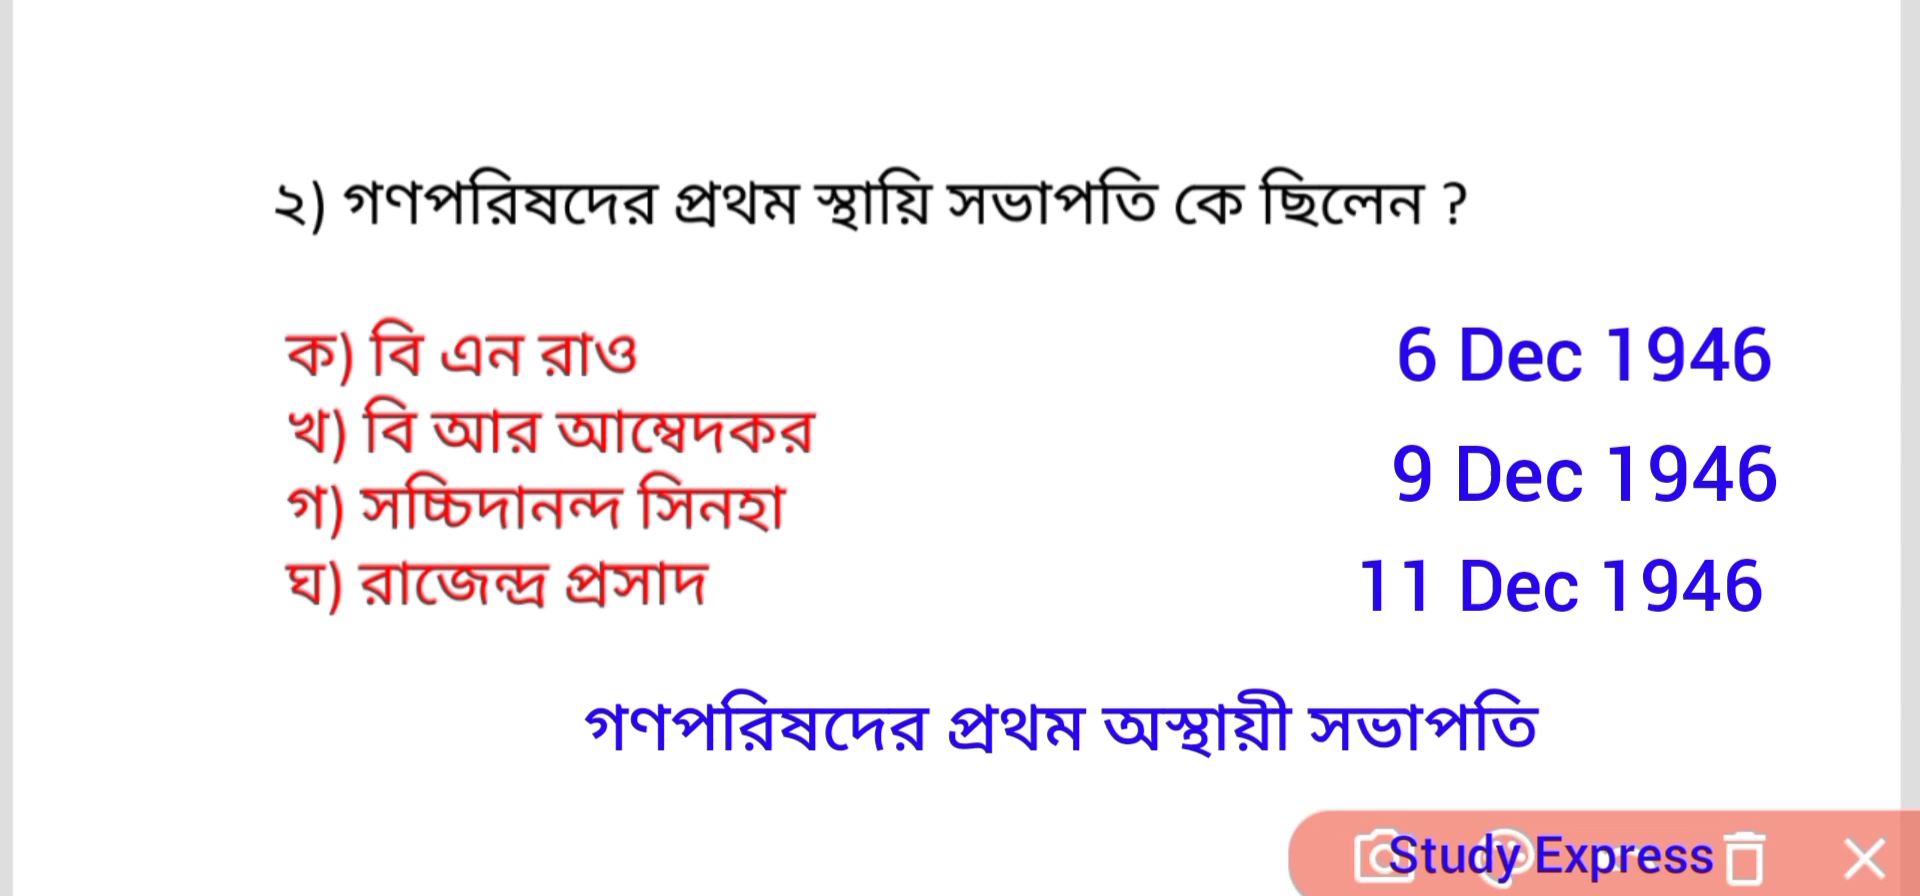 ২) গণপরিষদের প্রথম স্থায়ি সভাপতি কে ছিলেন ?
ক) বি এন রাও
খ) বি আর আম্বেদকর
গ) সচ্চিদানন্দ সিনহা
ঘ) রাজেন্দ্র প্রসাদ
6 Dec 1946
9 Dec 1946
11 Dec 1946
গণপরিষদের প্রথম অস্থায়ী সভাপতি
Study Express